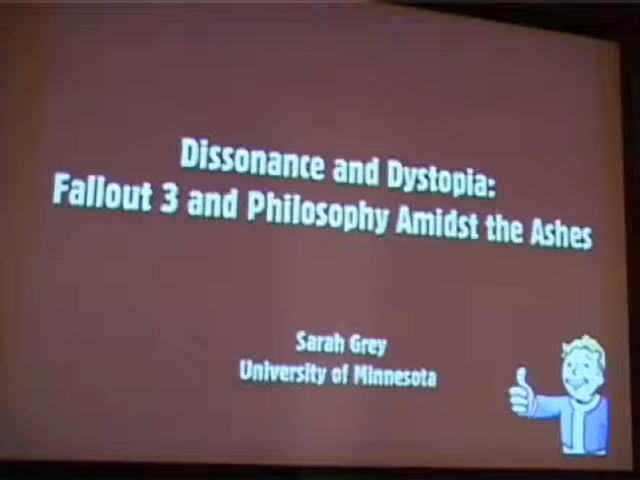 Dissonance and Dystopia:
Fallout 3 and Philosophy Amidst the Ashes
Sarah Grey
University of Minnesota